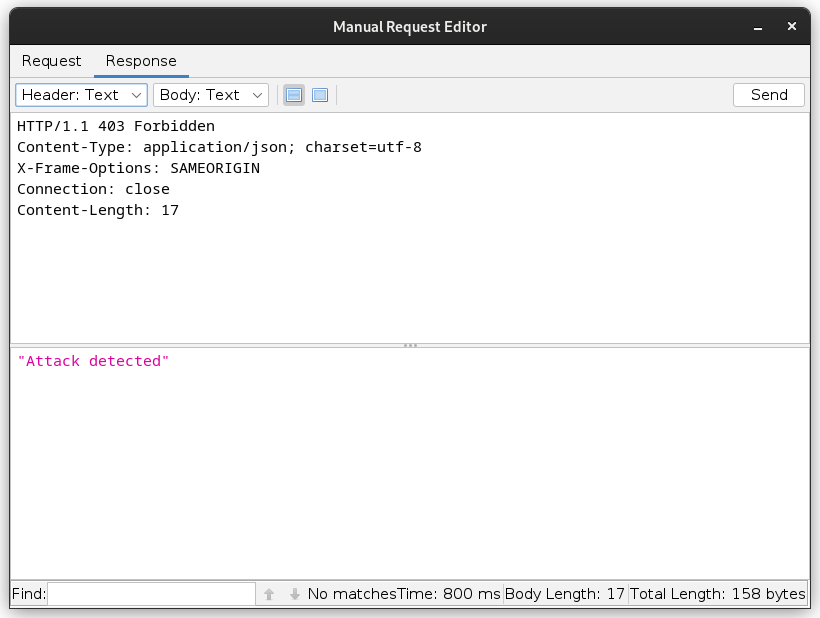 Manual Request Editor
Request Response
Header: Text Body: Text Send
HTTP/1.1 403 Forbidden
Content-Type: application/json; charset=utf-8
X-Frame-Options: SAMEORIGIN
Connection: close
Content-Length: 17
"Attack detected"
Find: No matches Time: 800 ms Body Length: 17 Total Length: 158 bytes